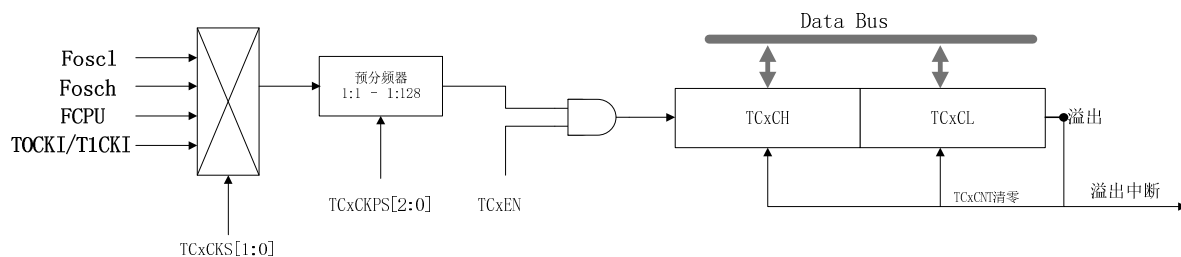 Data Bus
Foscl
Fosch
FCPU
T0CKI/T1CKI
预分频器
1:1 - 1:128
TCxCH
TCxCL
溢出
TCxCKPS[2:0]
TCxEN
TCxCNT清零
溢出中断
TCxCKS[1:0]